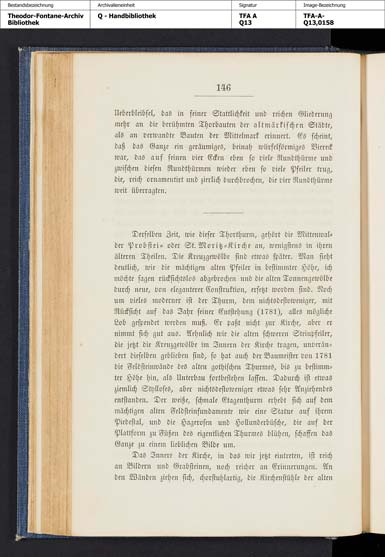 Bestandsbezeichnung
Archivalieneinheit
Signatur
Image-Bezeichnung
Theodor-Fontane-Archiv
Bibliothek
Q - Handbibliothek
TFA A
Q13
TFA-A-
Q13,0158
146
Ueberbleibsel, das in seiner Stattlichkeit und reichen Gliederung
mehr an die berühmten Thorbauten der altmärkischen Städte,
als an verwandte Bauten der Mittelmark erinnert. Es scheint,
daß das Ganze ein geräumiges, beinah würfelförmiges Viereck
war, das auf seinen vier Ecken eben so viele Rundthürme und
zwischen diesen Rundthürmen wieder eben so viele Pfeiler trug,
die, reich ornamentirt und zierlich durchbrochen, die vier Rundthürme
weit überragten.
Derselben Zeit, wie dieser Thorthurm, gehört die Mittenwal-
der Probstei- oder St. Moritz-Kirche an, wenigstens in ihren
älteren Theilen. Die Kreuzgewölbe sind etwas später. Man sieht
deutlich, wie die mächtigen alten Pfeiler in bestimmter Höhe, ich
möchte sagen rücksichtslos abgebrochen und die alten Tonnengewölbe
durch neue, von eleganterer Construktion, ersetzt worden sind. Noch
um vieles moderner ist der Thurm, dem nichtsdestoweniger, mit
Rücksicht auf das Jahr seiner Entstehung (1781), alles mögliche
Lob gespendet werden muß. Er paßt nicht zur Kirche, aber er
nimmt sich gut aus. Aehnlich wie die alten schweren Steinpfeiler,
die jetzt die Kreuzgewölbe im Innern der Kirche tragen, unverän-
dert dieselben geblieben sind, so hat auch der Baumeister von 1781
die Feldsteinwände des alten gothischen Thurmes, bis zu bestimm-
ter Höhe hin, als Unterbau fortbestehen lassen. Dadurch ist etwas
ziemlich Styllos​es, aber nichtsdestoweniger etwas sehr Anziehendes
entstanden. Der weiße, schmale Etagenthurm erhebt sich auf dem
mächtigen alten Feldsteinfundamente wie eine Statue auf ihrem
Piedestal, und die Hagerosen und Hollunderbüsche, die auf der
Plattform zu Füßen des eigentlichen Thurmes blühen, schaffen das
Ganze zu einem lieblichen Bilde um.
Das Innere der Kirche, in das wir jetzt eintreten, ist reich
an Bildern und Grabsteinen, noch reicher an Erinnerungen. An
den Wänden ziehen sich, chorstuhlartig, die Kirchenstühle der alten